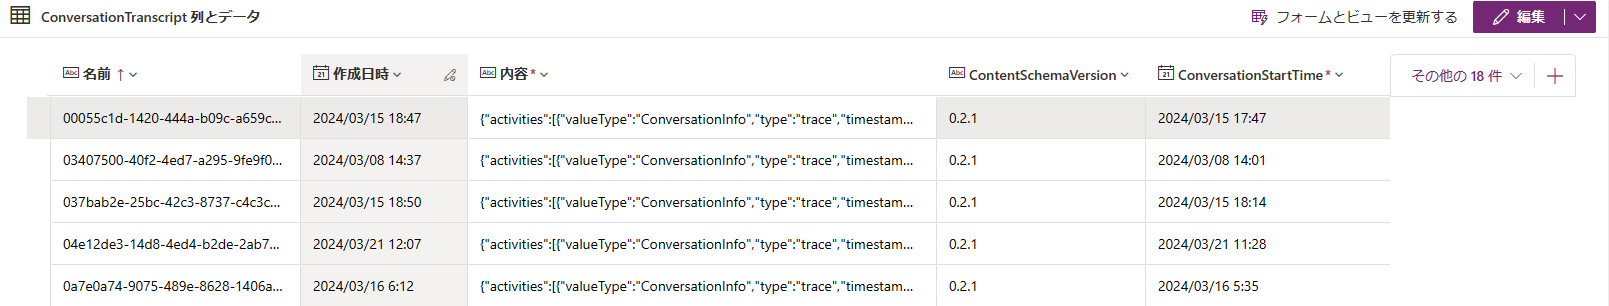 ConversationTranscript 列とデータ
フォームとビューを更新する
編集
Abc 名前 ↑
21 作成日時
Abc 内容 *
Abc ContentSchemaVersion
21 ConversationStartTime *
その他の 18 件
00055c1d-1420-444a-b09c-a659c... 2024/03/15 18:47 {"activities":[{"valueType":"ConversationInfo","type":"trace","timestam... 0.2.1 2024/03/15 17:47
03407500-40f2-4ed7-a295-9fe9f0... 2024/03/08 14:37 {"activities":[{"valueType":"ConversationInfo","type":"trace","timestam... 0.2.1 2024/03/08 14:01
037bab2e-25bc-42c3-8737-c4c3c... 2024/03/15 18:50 {"activities":[{"valueType":"ConversationInfo","type":"trace","timestam... 0.2.1 2024/03/15 18:14
04e12de3-14d8-4ed4-b2de-2ab7... 2024/03/21 12:07 {"activities":[{"valueType":"ConversationInfo","type":"trace","timestam... 0.2.1 2024/03/21 11:28
0a7e0a74-9075-489e-8628-1406a... 2024/03/16 6:12 {"activities":[{"valueType":"ConversationInfo","type":"trace","timestam... 0.2.1 2024/03/16 5:35